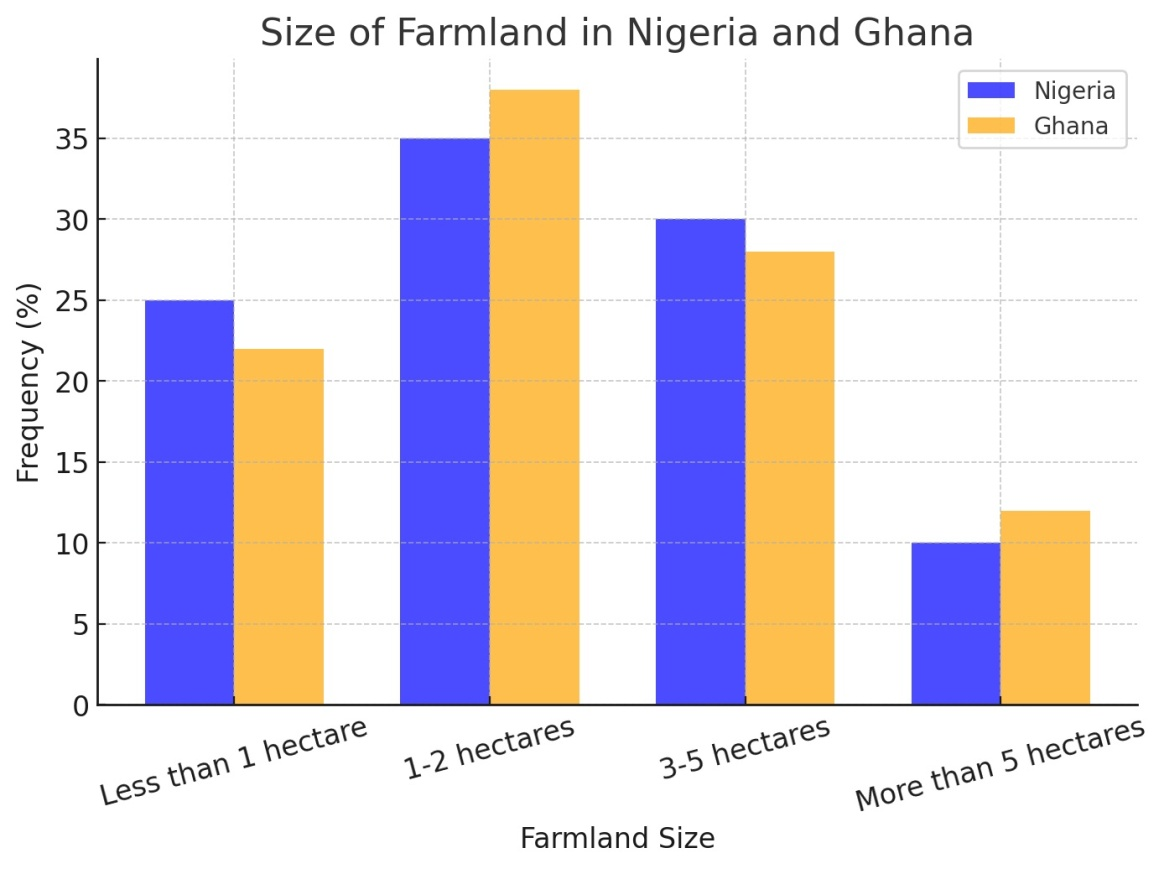 Size of Farmland in Nigeria and Ghana
Nigeria
Ghana
Frequency (%)
35
30
25
20
15
10
5
0
Less than 1 hectare
1-2 hectares
3-5 hectares
More than 5 hectares
Farmland Size